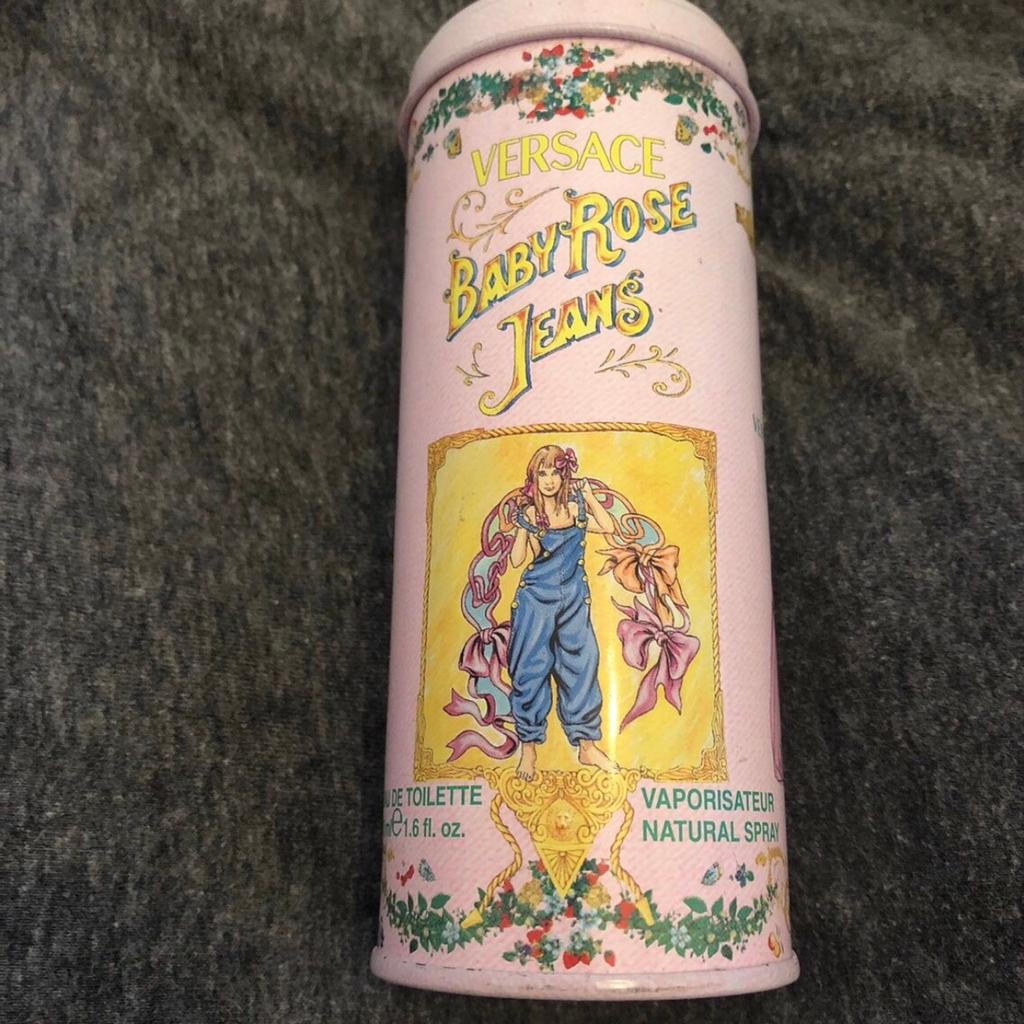 VERSACE
BABY ROSE
JEANS
DE TOILETTE
1.6 fl. oz.
VAPORISATEUR
NATURAL SPRAY